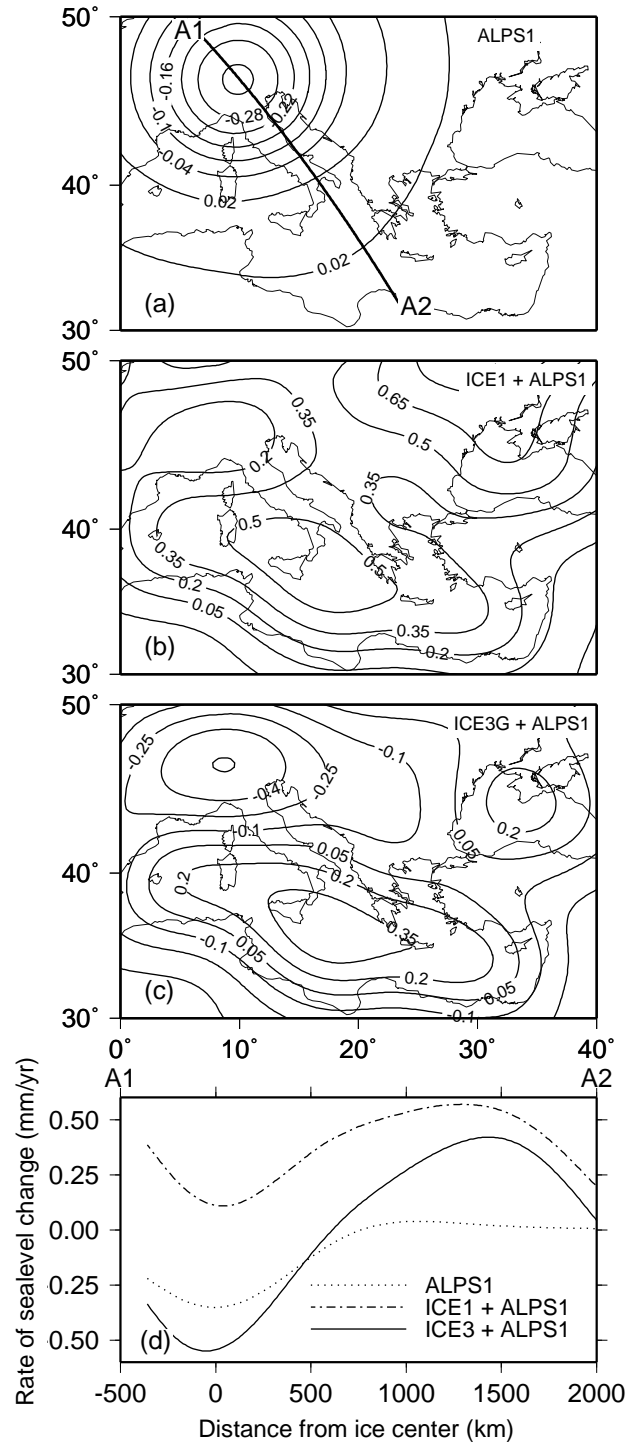 50°
A1
ALPS1
-0.16
-0.28
-0.22
-0.1
-0.04
40°
0.02
0.02
(a)
A2
30°
50°
ICE1 + ALPS1
0.65
0.35
0.5
0.2
0.35
40°
0.5
0.35
0.5
0.2
0.05
0.35
(b)
0.2
30°
50°
ICE3G + ALPS1
-0.1
-0.25
-0.25
-0.4
0.2
-0.1
0.05
0.05
40°
0.2
0.2
0.35
-0.1
0.05
0.2
(c)
0.05
-0.1
30°
0° 10° 20° 30° 40°
A1 A2
Rate of sealevel change (mm/yr)
0.50
0.25
0.00
0.25
0.50
ALPS1
ICE1 + ALPS1
ICE3 + ALPS1
(d)
-500 0 500 1000 1500 2000
Distance from ice center (km)